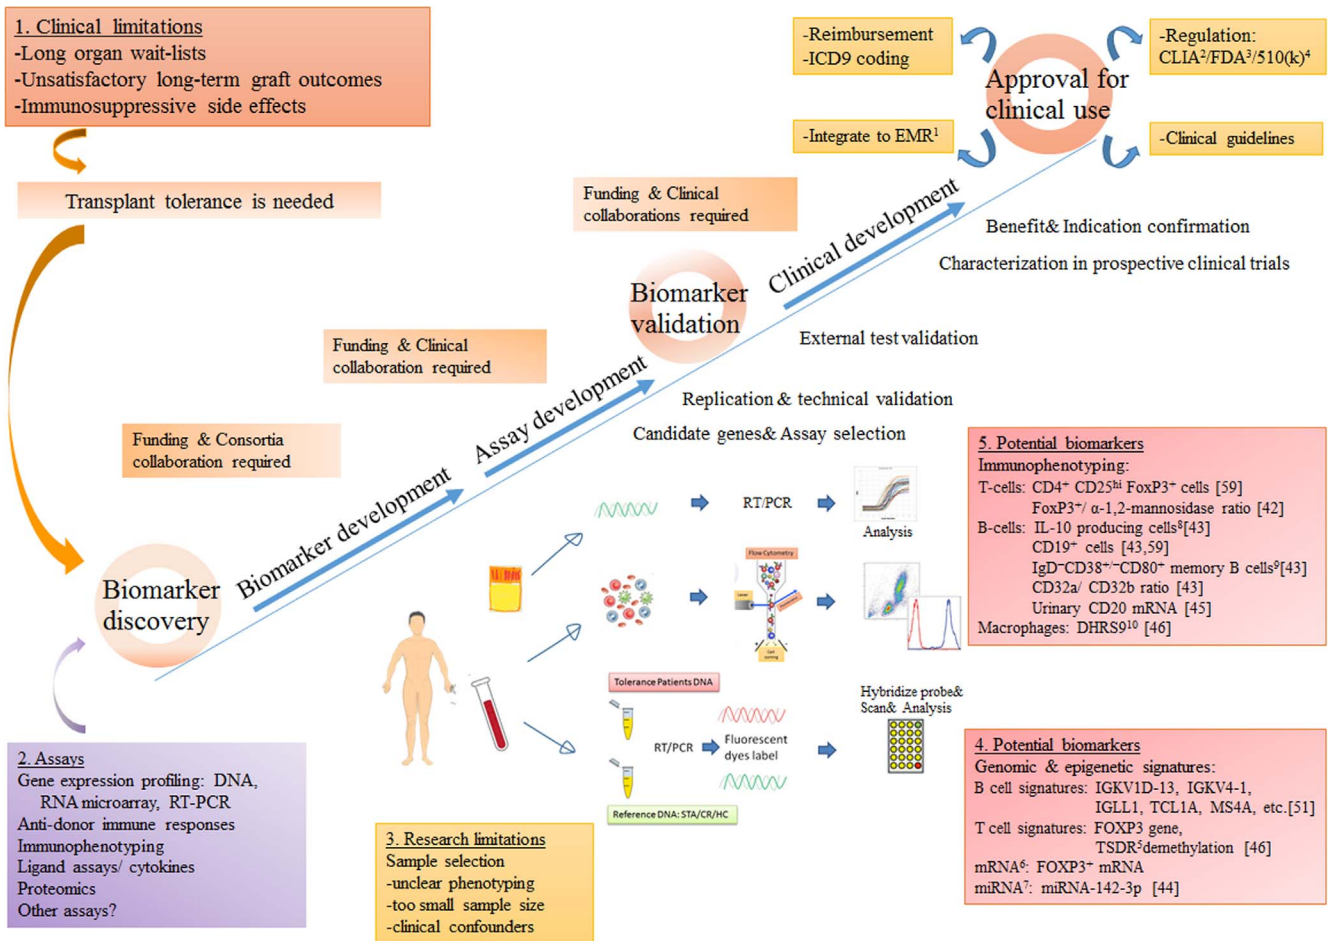 1. Clinical limitations
-Long organ wait-lists
-Unsatisfactory long-term graft outcomes
-Immunosuppressive side effects
Transplant tolerance is needed
-Reimbursement
-ICD9 coding
-Regulation:
CLIA²/FDA³/510(k)⁴
Approval for
clinical use
-Integrate to EMR¹
-Clinical guidelines
Funding & Clinical
collaborations required
Clinical development
Benefit& Indication confirmation
Characterization in prospective clinical trials
Biomarker
validation
External test validation
Funding & Clinical
collaboration required
Assay development
Replication & technical validation
Candidate genes& Assay selection
Funding & Consortia
collaboration required
Biomarker development
Biomarker
discovery
RT/PCR
Analysis
Flow Cytometry
Cell
sorting
Tolerance Patients DNA
RT/PCR
Fluorescent
dyes label
Hybridize probe&
Scan& Analysis
Reference DNA: STA/CR/HC
5. Potential biomarkers
Immunophenotyping:
T-cells: CD4⁺ CD25ʰⁱ FoxP3⁺ cells [59]
FoxP3⁺/ α-1,2-mannosidase ratio [42]
B-cells: IL-10 producing cells⁸[43]
CD19⁺ cells [43,59]
IgD⁻CD38⁺/⁻CD80⁺ memory B cells⁹[43]
CD32a/ CD32b ratio [43]
Urinary CD20 mRNA [45]
Macrophages: DHRS9¹⁰ [46]
2. Assays
Gene expression profiling: DNA,
RNA microarray, RT-PCR
Anti-donor immune responses
Immunophenotyping
Ligand assays/ cytokines
Proteomics
Other assays?
3. Research limitations
Sample selection
-unclear phenotyping
-too small sample size
-clinical confounders
4. Potential biomarkers
Genomic & epigenetic signatures:
B cell signatures: IGKV1D-13, IGKV4-1,
IGLL1, TCL1A, MS4A, etc.[51]
T cell signatures: FOXP3 gene,
TSDR⁵demethylation [46]
mRNA⁶: FOXP3⁺ mRNA
miRNA⁷: miRNA-142-3p [44]